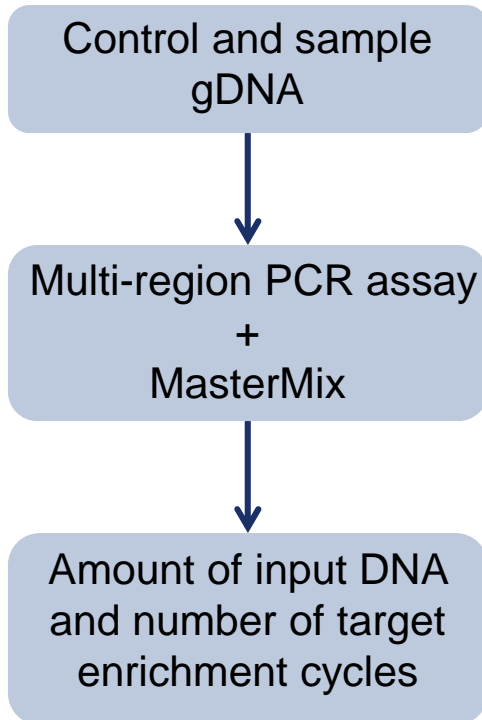 Control and sample
gDNA
Multi-region PCR assay
+
MasterMix
Amount of input DNA
and number of target
enrichment cycles